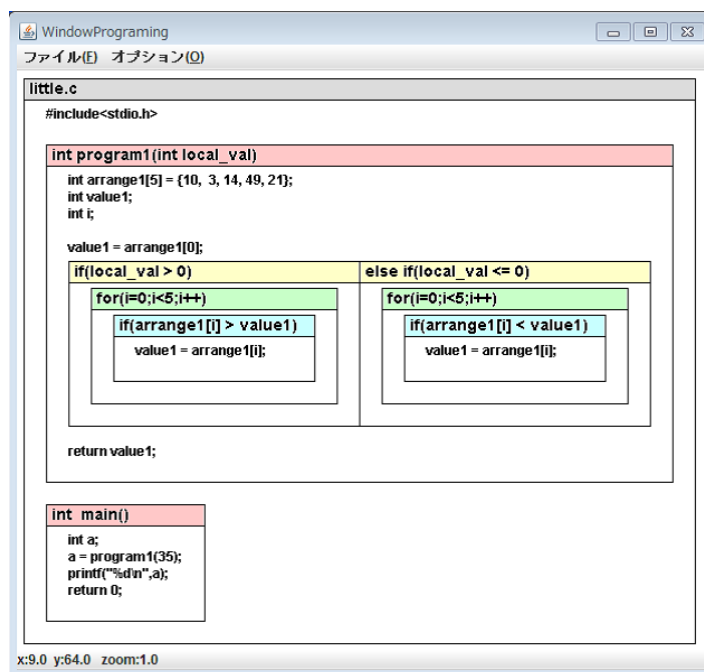 WindowPrograming
ファイル(F) オプション(O)
little.c
#include<stdio.h>
int program1(int local_val)
int arrange1[5] = {10, 3, 14, 49, 21};
int value1;
int i;
value1 = arrange1[0];
if(local_val > 0)
for(i=0;i<5;i++)
if(arrange1[i] > value1)
value1 = arrange1[i];
else if(local_val <= 0)
for(i=0;i<5;i++)
if(arrange1[i] < value1)
value1 = arrange1[i];
return value1;
int main()
int a;
a = program1(35);
printf("%d\n",a);
return 0;
x:9.0 y:64.0 zoom:1.0